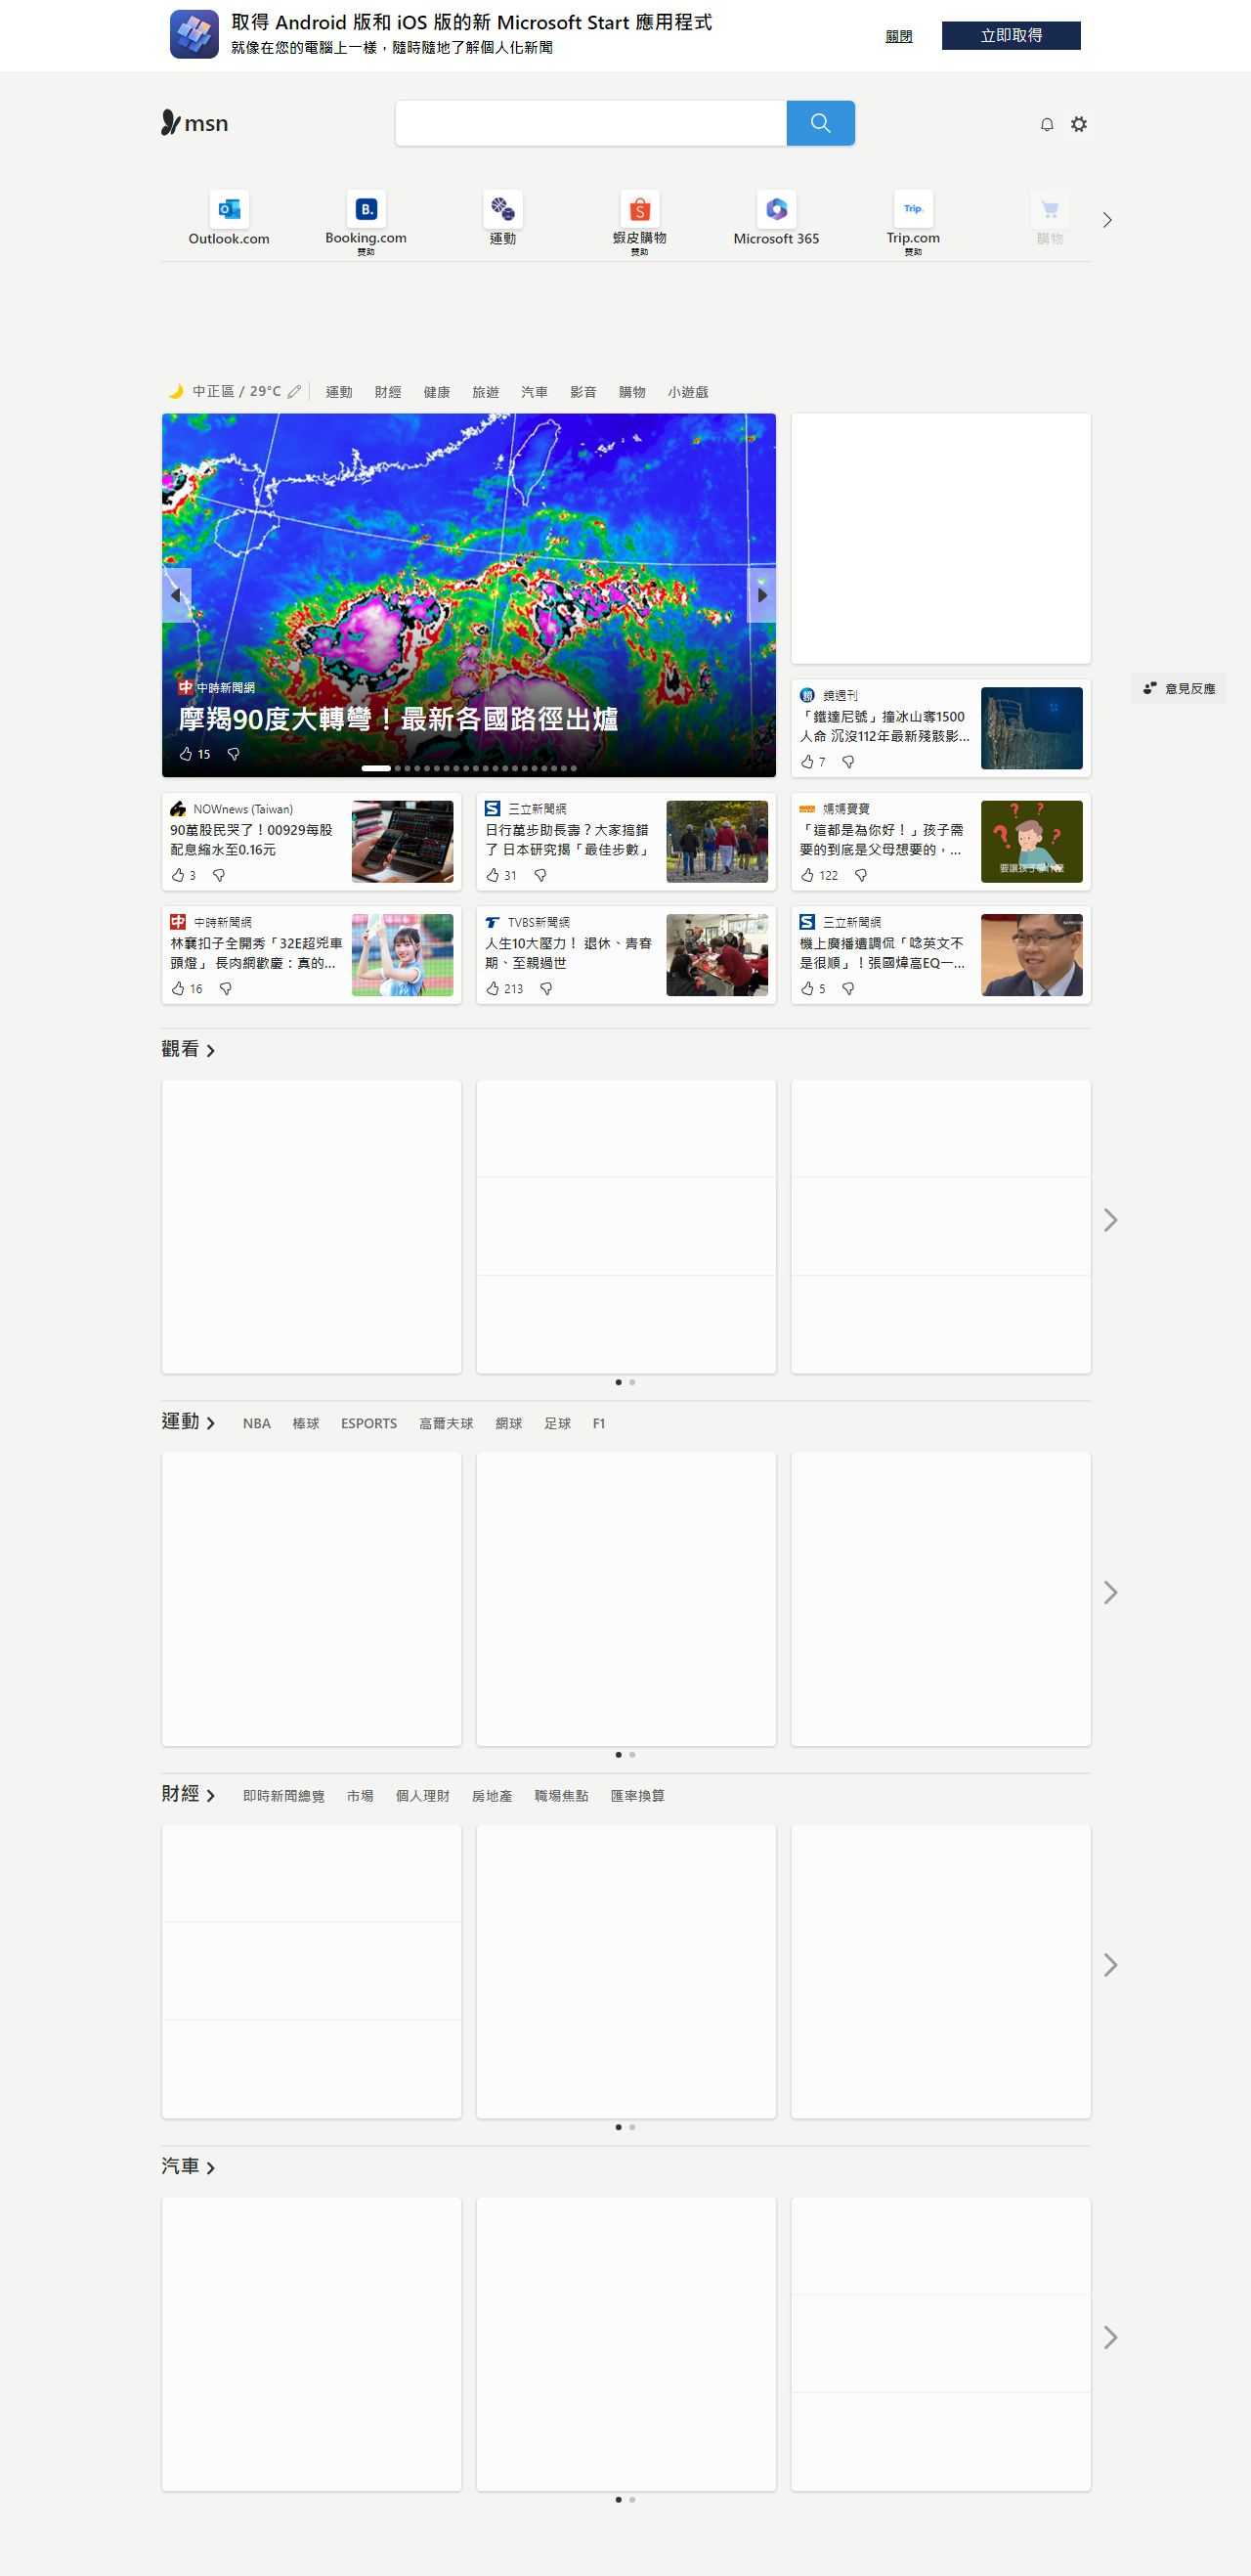 取得 Android 版和 iOS 版的新 Microsoft Start 應用程式
就像在您的電腦上一樣，隨時隨地了解個人化新聞
關閉
立即取得
msn
Outlook.com
Booking.com
贊助
運動
蝦皮購物
贊助
Microsoft 365
Trip.com
贊助
購物
中正區 / 29°C
運動 財經 健康 旅遊 汽車 影音 購物 小遊戲
中時新聞網
摩羯90度大轉彎！最新各國路徑出爐
15
意見反應
鏡週刊
「鐵達尼號」撞冰山奪1500
人命 沉沒112年最新殘骸影...
7
NOWnews (Taiwan)
90萬股民哭了！00929每股
配息縮水至0.16元
3
三立新聞網
日行萬步助長壽？大家搞錯
了 日本研究揭「最佳步數」
31
媽媽寶寶
「這都是為你好！」孩子需
要的到底是父母想要的，...
122
中時新聞網
林襄扣子全開秀「32E超兇車
頭燈」 長肉網歡慶：真的...
16
TVBS新聞網
人生10大壓力！ 退休、青春
期、至親過世
213
三立新聞網
機上廣播遭調侃「唸英文不
是很順」！張國煒高EQ一...
5
觀看
運動 NBA 棒球 ESPORTS 高爾夫球 網球 足球 F1
財經 即時新聞總覽 市場 個人理財 房地產 職場焦點 匯率換算
汽車